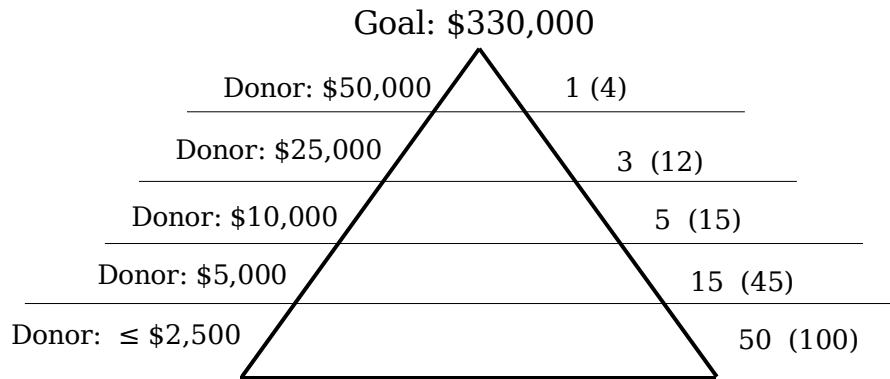 Goal: $330,000
Donor: $50,000 1 (4)
Donor: $25,000 3 (12)
Donor: $10,000 5 (15)
Donor: $5,000 15 (45)
Donor: ≤ $2,500 50 (100)